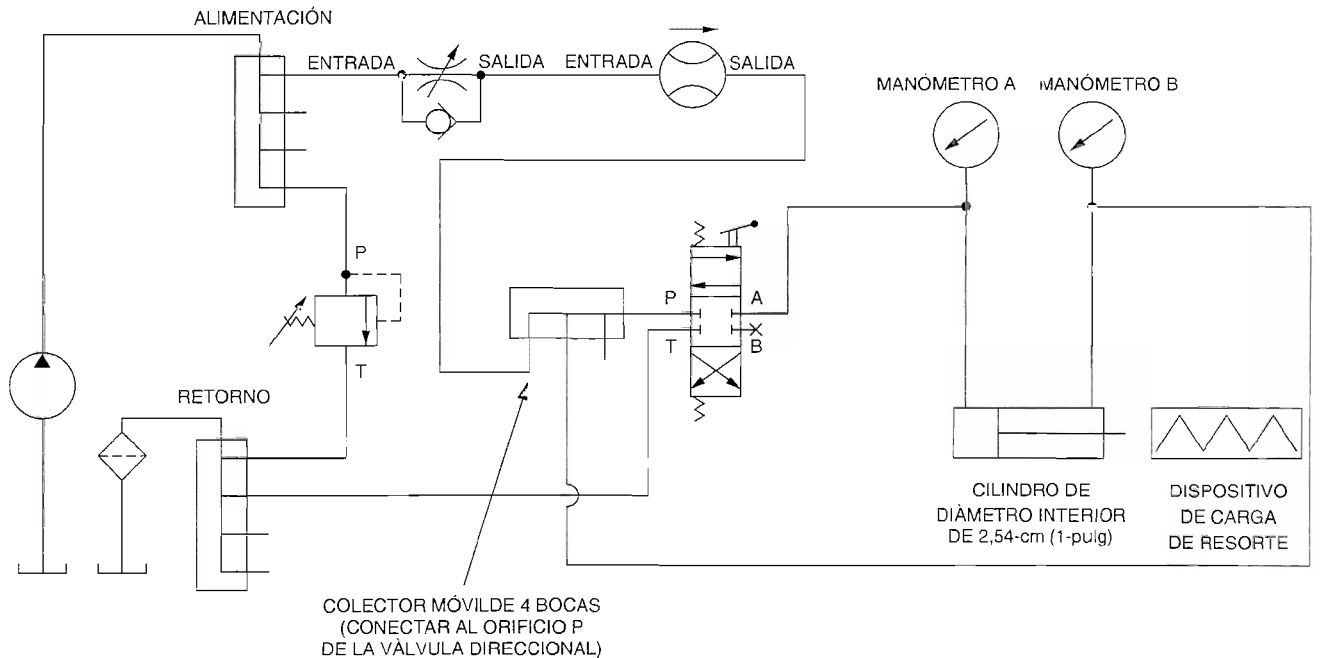 ALIMENTACIÓN
ENTRADA
SALIDA
ENTRADA
SALIDA
MANÓMETRO A
MANÓMETRO B
P
T
P
A
T
B
RETORNO
CILINDRO DE
DIÀMETRO INTERIOR
DE 2,54-cm (1-pulg)
DISPOSITIVO
DE CARGA
DE RESORTE
COLECTOR MÓVILDE 4 BOCAS
(CONECTAR AL ORIFICIO P
DE LA VÀLVULA DIRECCIONAL)